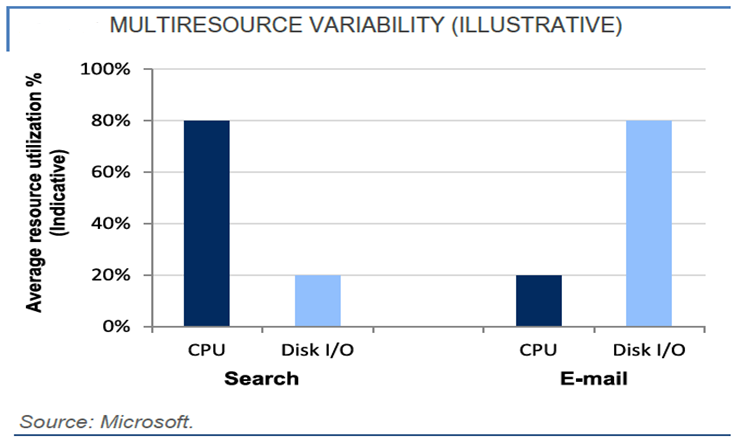 MULTIRESOURCE VARIABILITY (ILLUSTRATIVE)
Average resource utilization %
(Indicative)
100%
80%
60%
40%
20%
0%
CPU Disk I/O CPU Disk I/O
Search E-mail
Source: Microsoft.